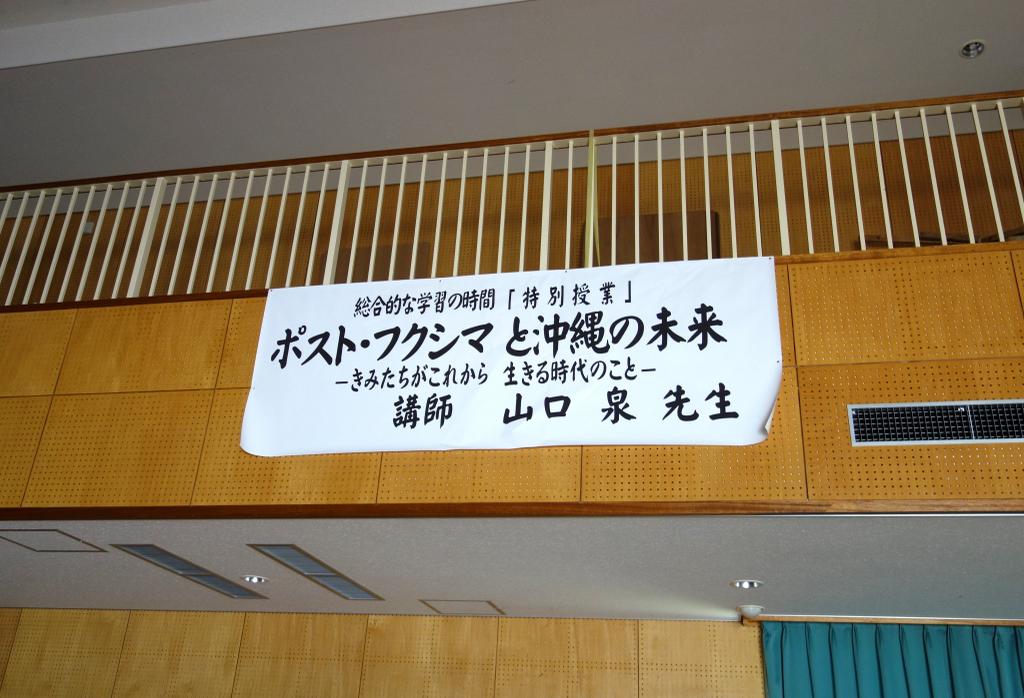 総合的な学習の時間「特別授業」
ポスト・フクシマと沖縄の未来
－きみたちがこれから 生きる時代のこと－
講師 山口 泉 先生